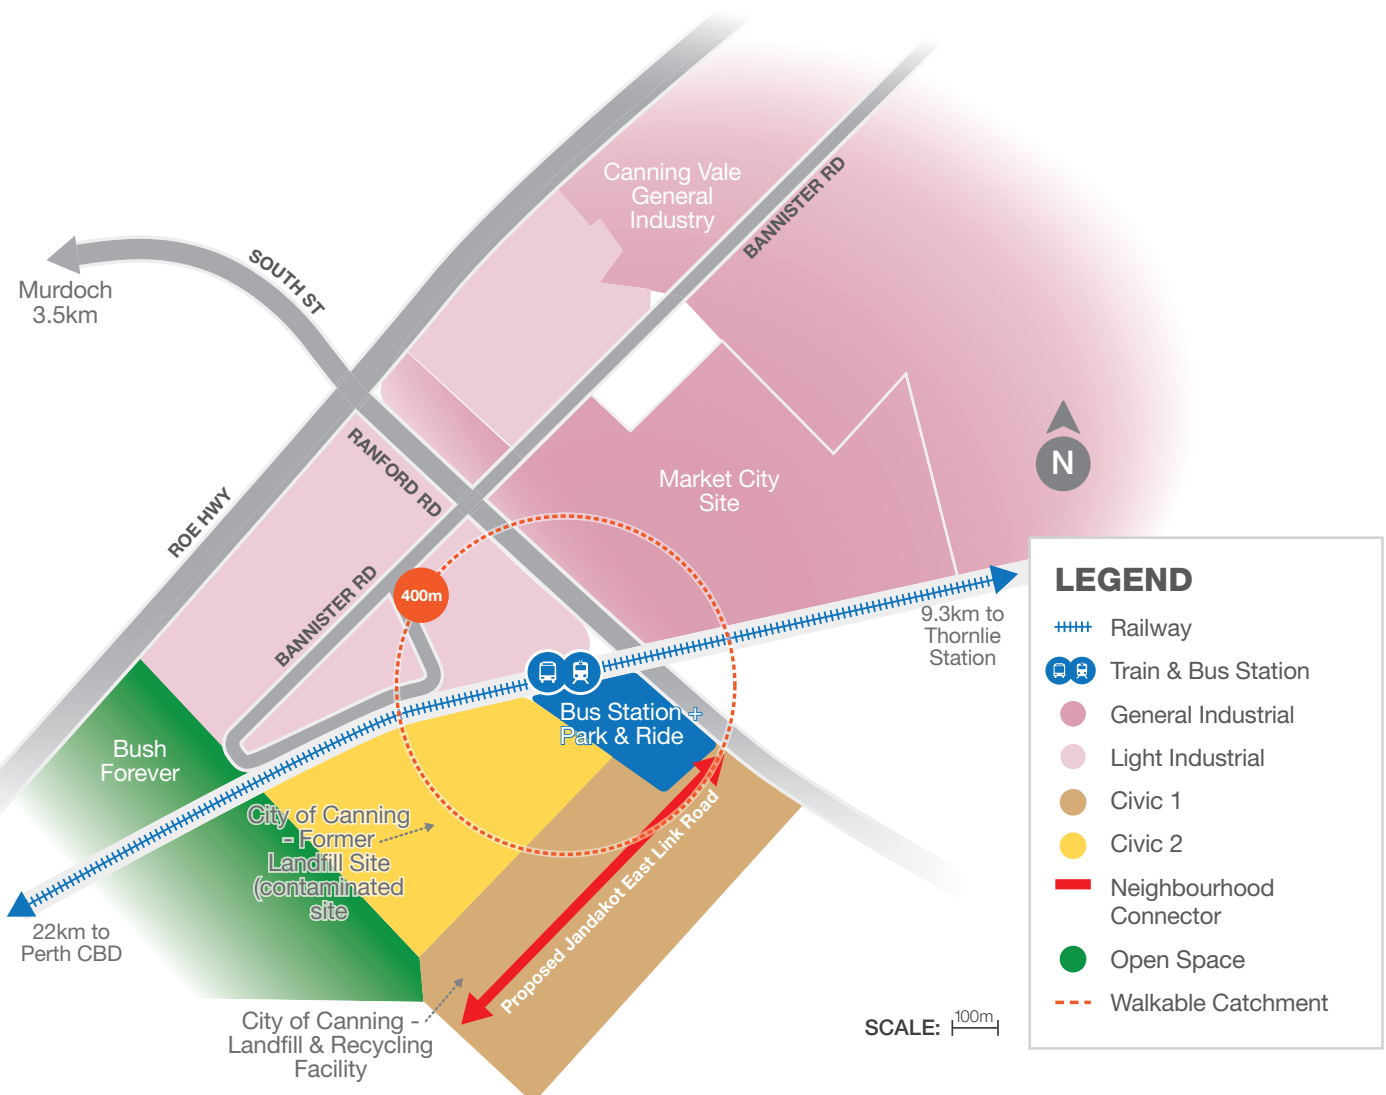 Canning Vale
General
Industry
BANNISTER RD
SOUTH ST
Murdoch
3.5km
RANFORD RD
Market City
Site
N
ROE HWY
BANNISTER RD
400m
9.3km to
Thornlie
Station
Bus Station +
Park & Ride
Bush
Forever
City of Canning
- Former
Landfill Site
(contaminated
site
Proposed Jandakot East Link Road
22km to
Perth CBD
City of Canning -
Landfill & Recycling
Facility
SCALE: 100m
LEGEND
Railway
Train & Bus Station
General Industrial
Light Industrial
Civic 1
Civic 2
Neighbourhood
Connector
Open Space
Walkable Catchment